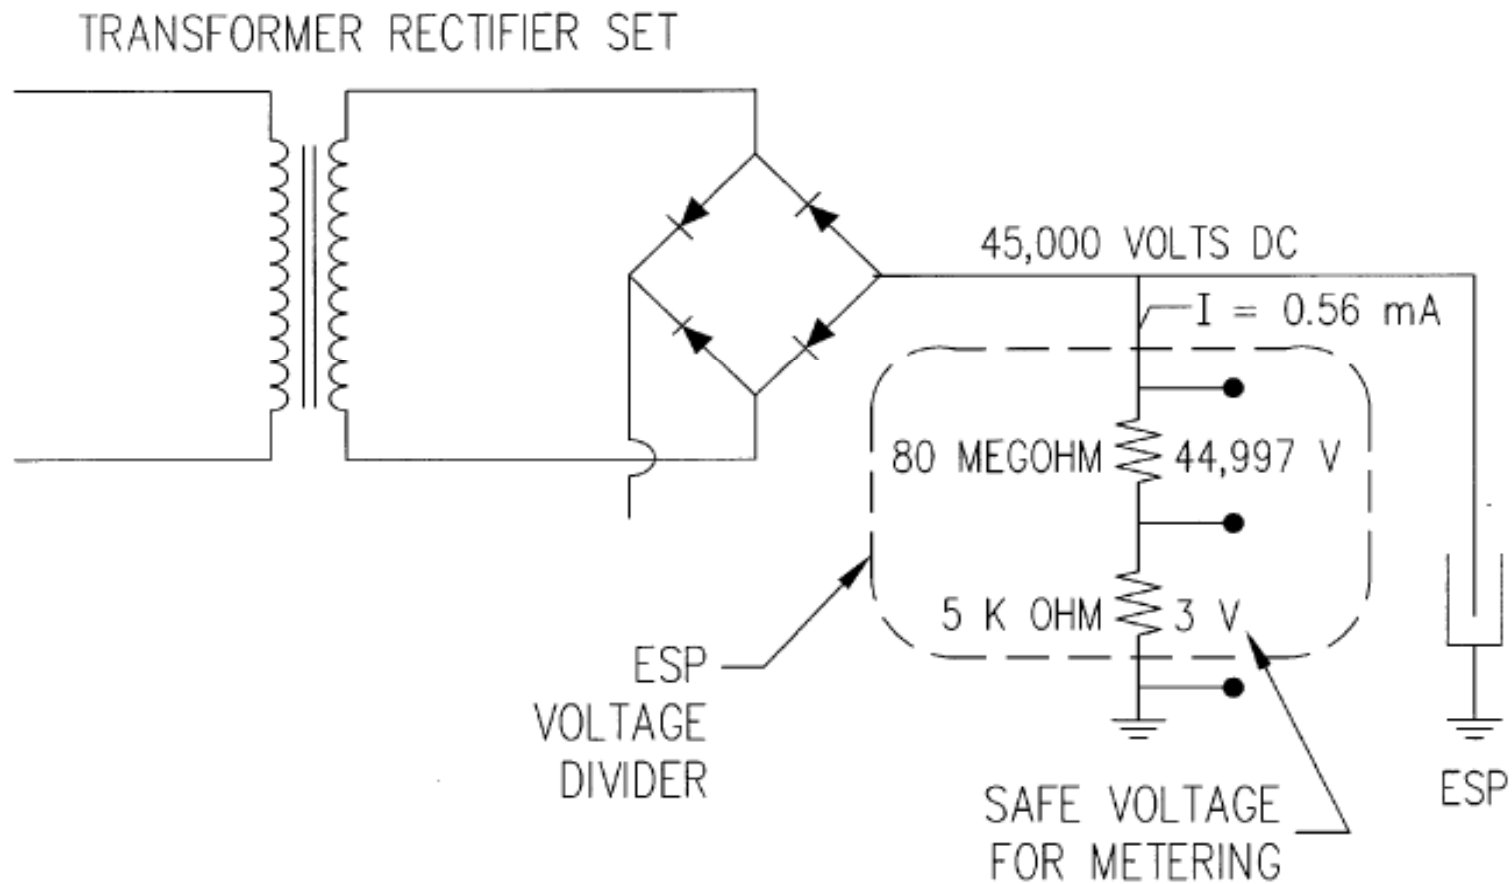 TRANSFORMER RECTIFIER SET
45,000 VOLTS DC
I = 0.56 mA
80 MEGOHM
44,997 V
5 K OHM
3 V
ESP
VOLTAGE
DIVIDER
SAFE VOLTAGE
FOR METERING
ESP